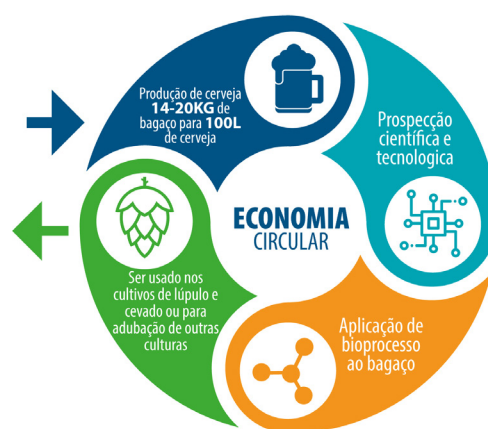 Produção de cerveja
14-20KG de
bagaço para 100L
de cerveja
Prospecção
científica e
tecnologica
ECONOMIA
CIRCULAR
Aplicação de
bioprocesso
ao bagaço
Ser usado nos
cultivos de lúpulo e
cevado ou para
adubação de outras
culturas